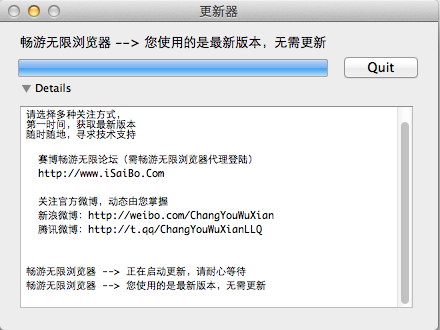 更新器
畅游无限浏览器 --> 您使用的是最新版本，无需更新
Quit
Details
请选择多种关注方式，
第一时间，获取最新版本
随时随地，寻求技术支持
赛博畅游无限论坛（需畅游无限浏览器代理登陆）
http://www.iSaiBo.Com
关注官方微博，动态由您掌握
新浪微博：http://weibo.com/ChangYouWuXian
腾讯微博：http://t.qq/ChangYouWuXianLLQ
畅游无限浏览器 --> 正在启动更新，请耐心等待
畅游无限浏览器 --> 您使用的是最新版本，无需更新